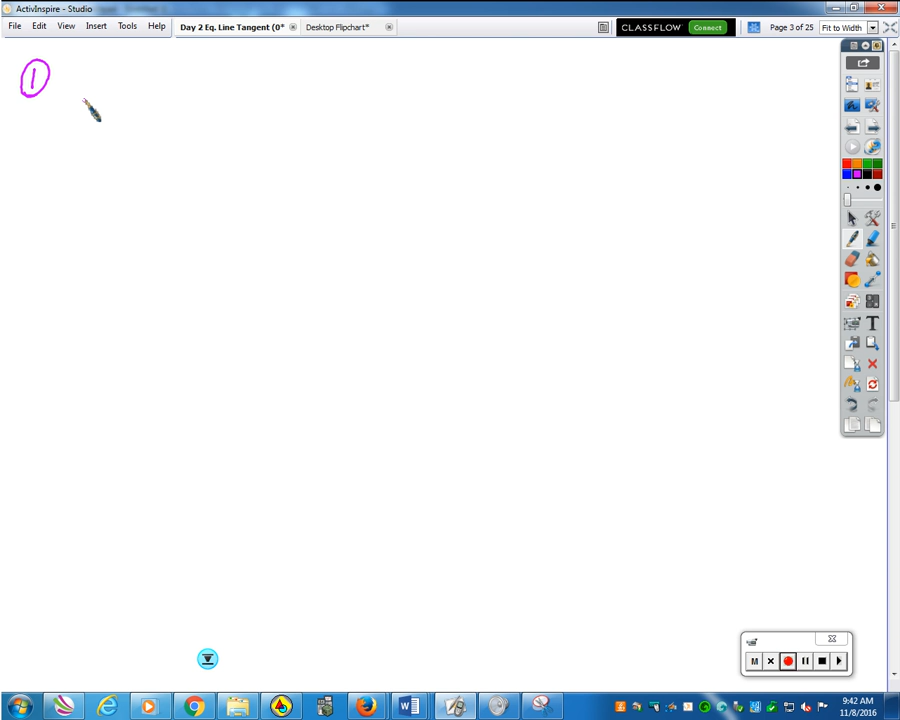 ActivInspire - Studio
File Edit View Insert Tools Help Day 2 Eq. Line Tangent (0* Desktop Flipchart* CLASSFLOW Connect Page 3 of 25 Fit to Width
1
T
M
W
9:42 AM
11/8/2016